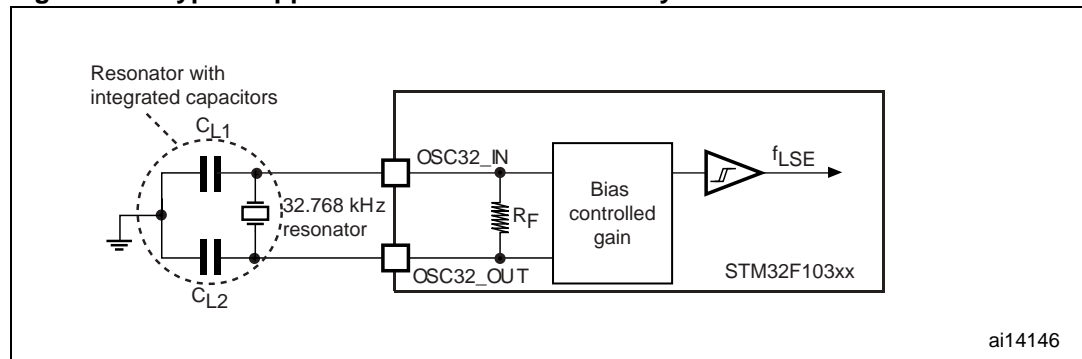 Resonator with
integrated capacitors
CL1
OSC32_IN
fLSE
Bias
controlled
gain
RF
32.768 kHz
resonator
OSC32_OUT
STM32F103xx
CL2
ai14146